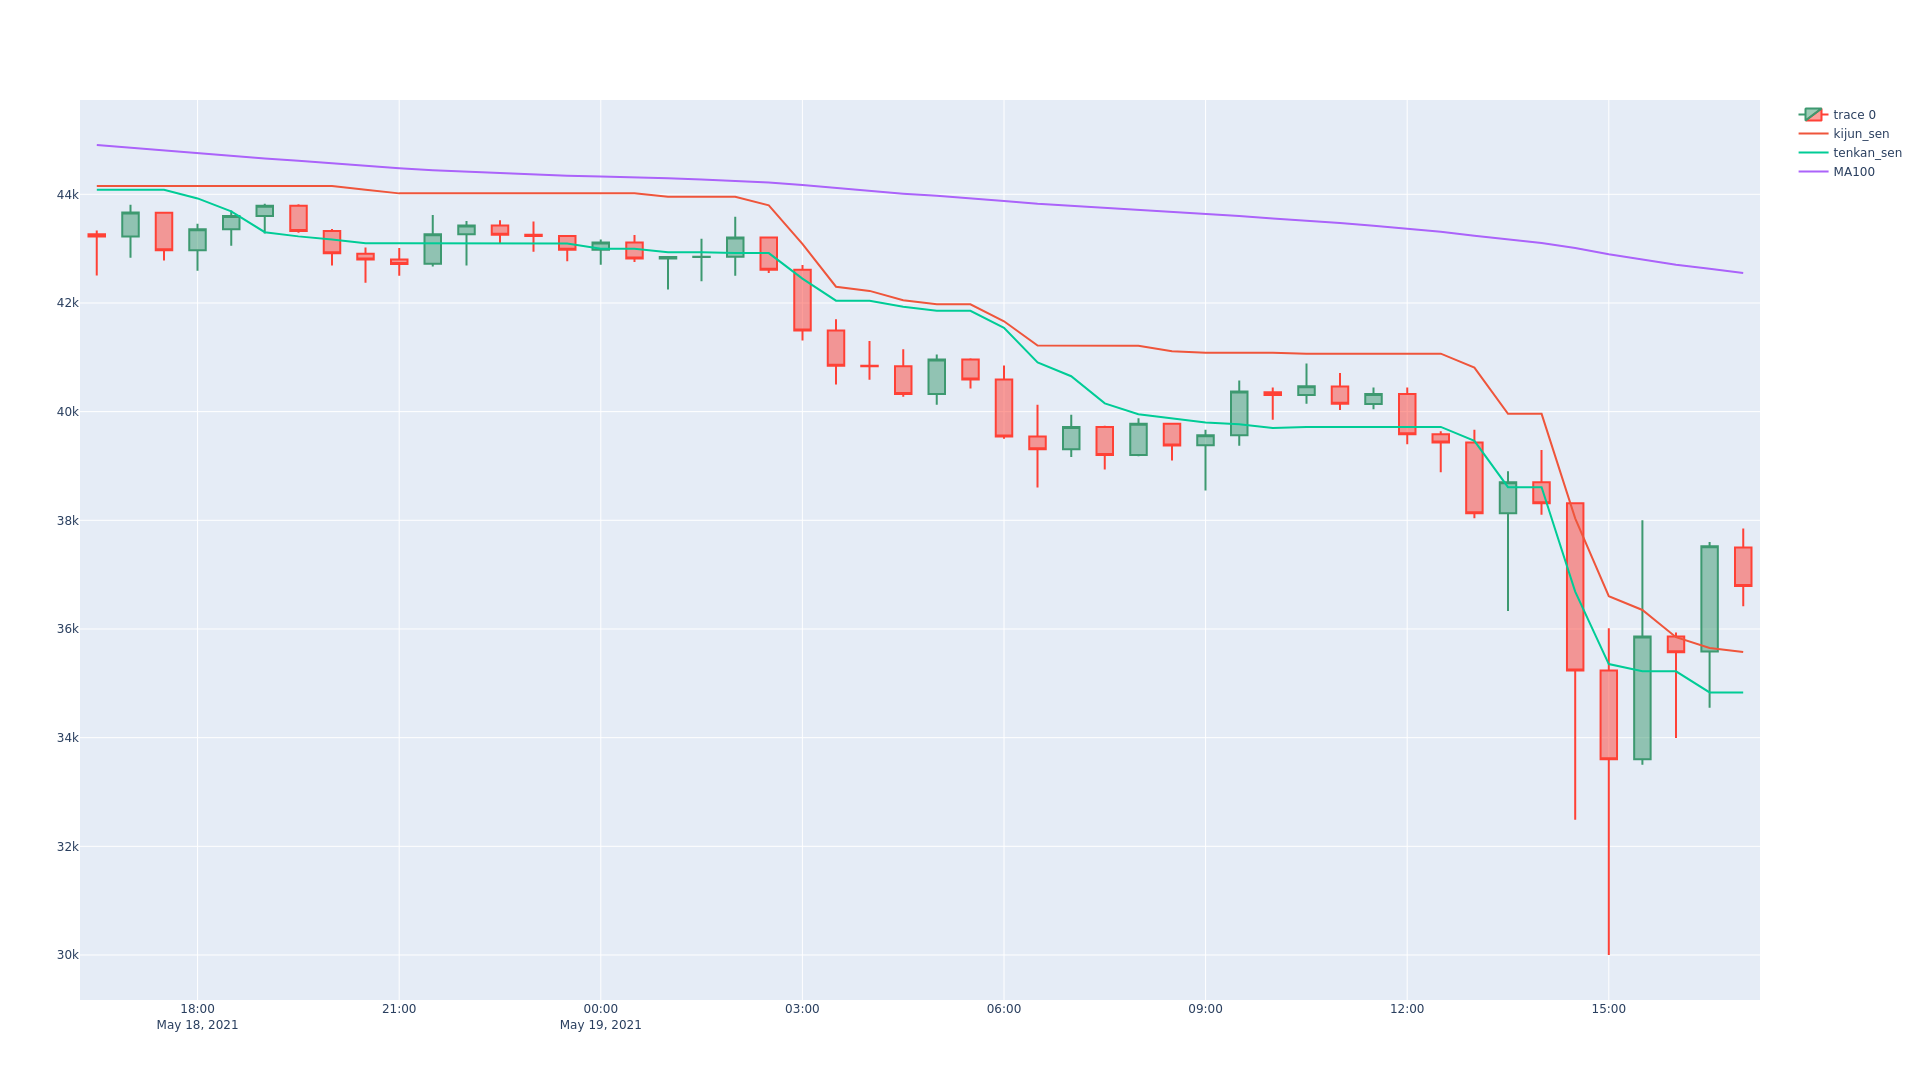 trace 0
kijun_sen
tenkan_sen
MA100
44k
42k
40k
38k
36k
34k
32k
30k
18:00 21:00 00:00 03:00 06:00 09:00 12:00 15:00
May 18, 2021 May 19, 2021